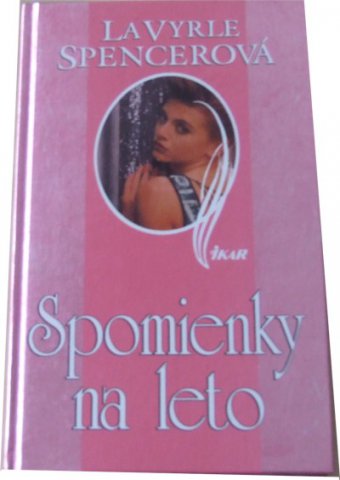 LAVYRLE
SPENCEROVÁ
IKAR
Spomienky
na leto